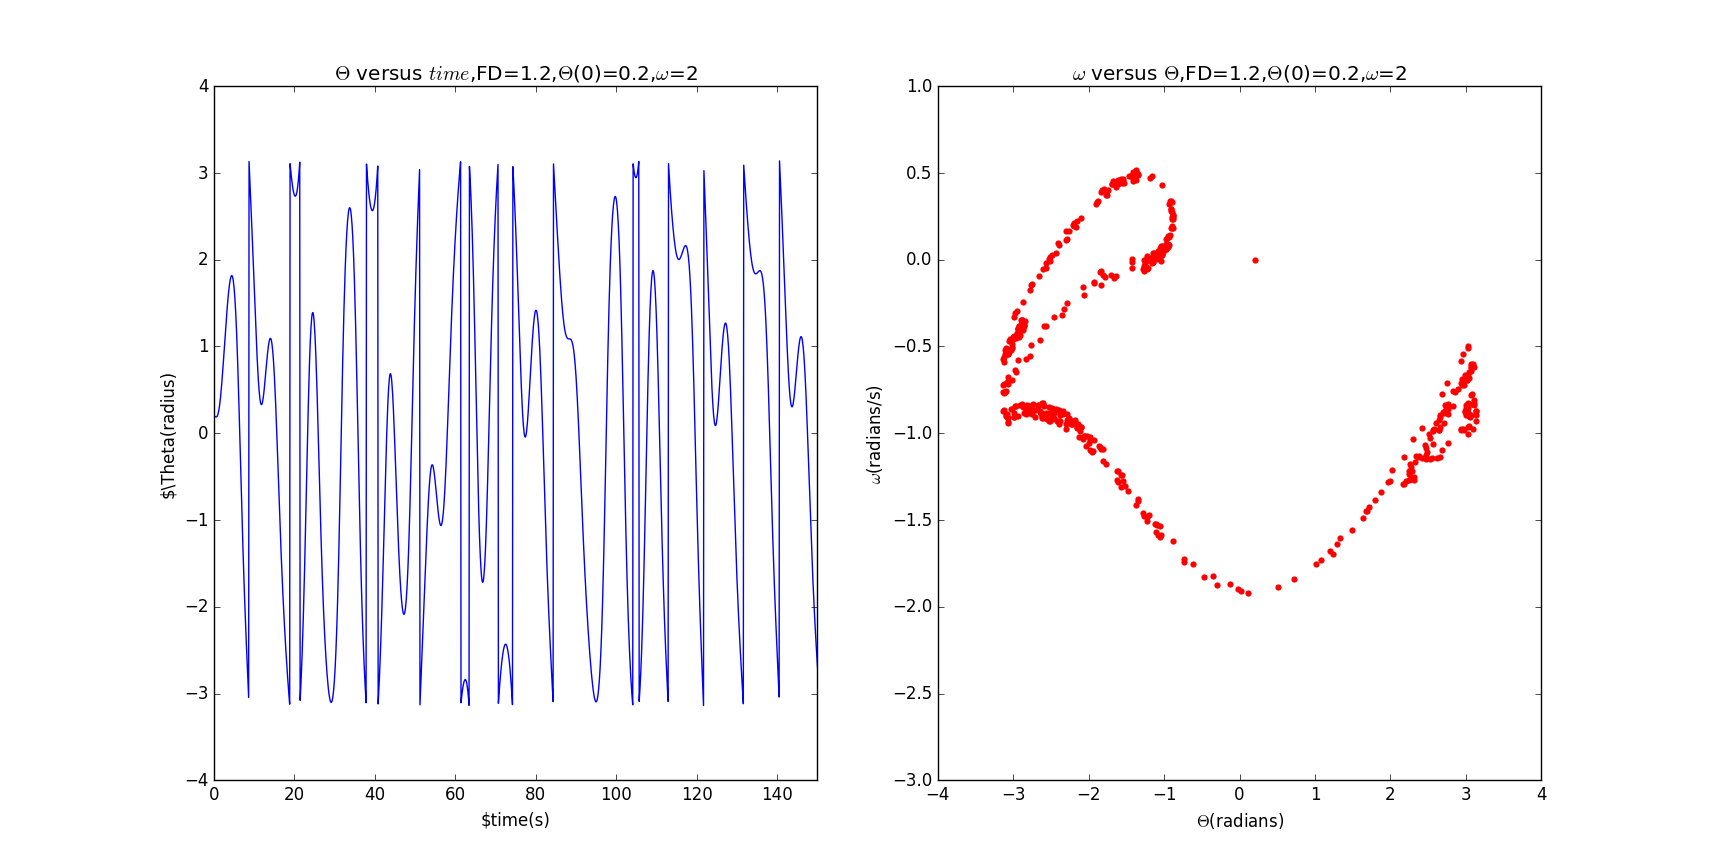 Θ versus time,FD=1.2,Θ(0)=0.2,ω=2
4
3
2
1
0
−1
−2
−3
−4
0 20 40 60 80 100 120 140
$time(s)
$\Theta(radius)
ω versus Θ,FD=1.2,Θ(0)=0.2,ω=2
1.0
0.5
0.0
−0.5
−1.0
−1.5
−2.0
−2.5
−3.0
−4 −3 −2 −1 0 1 2 3 4
Θ(radians)
ω(radians/s)